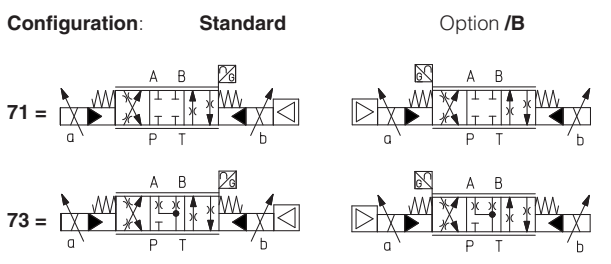 Configuration: Standard Option /B
71 =
A B G
a P T b
G A B
P T b
73 =
A B G
a P T b
G A B
a P T b